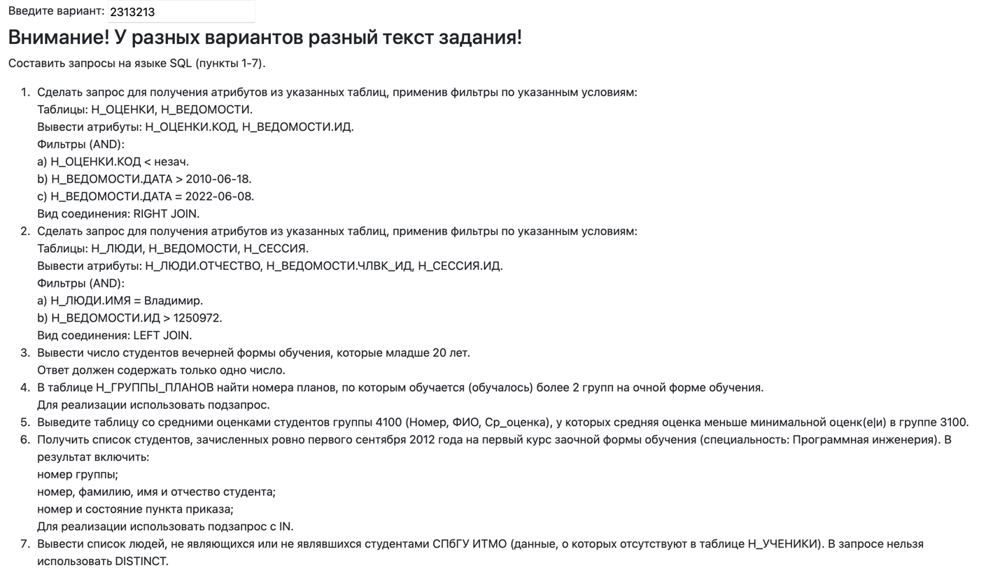 Введите вариант: 2313213
Внимание! У разных вариантов разный текст задания!
Составить запросы на языке SQL (пункты 1-7).
1. Сделать запрос для получения атрибутов из указанных таблиц, применив фильтры по указанным условиям:
Таблицы: Н_ОЦЕНКИ, Н_ВЕДОМОСТИ.
Вывести атрибуты: Н_ОЦЕНКИ.КОД, Н_ВЕДОМОСТИ.ИД.
Фильтры (AND):
a) Н_ОЦЕНКИ.КОД < незач.
b) Н_ВЕДОМОСТИ.ДАТА > 2010-06-18.
c) Н_ВЕДОМОСТИ.ДАТА = 2022-06-08.
Вид соединения: RIGHT JOIN.
2. Сделать запрос для получения атрибутов из указанных таблиц, применив фильтры по указанным условиям:
Таблицы: Н_ЛЮДИ, Н_ВЕДОМОСТИ, Н_СЕССИЯ.
Вывести атрибуты: Н_ЛЮДИ.ОТЧЕСТВО, Н_ВЕДОМОСТИ.ЧЛВК_ИД, Н_СЕССИЯ.ИД.
Фильтры (AND):
a) Н_ЛЮДИ.ИМЯ = Владимир.
b) Н_ВЕДОМОСТИ.ИД > 1250972.
Вид соединения: LEFT JOIN.
3. Вывести число студентов вечерней формы обучения, которые младше 20 лет.
Ответ должен содержать только одно число.
4. В таблице Н_ГРУППЫ_ПЛАНОВ найти номера планов, по которым обучается (обучалось) более 2 групп на очной форме обучения.
Для реализации использовать подзапрос.
5. Выведите таблицу со средними оценками студентов группы 4100 (Номер, ФИО, Ср_оценка), у которых средняя оценка меньше минимальной оценк(е|и) в группе 3100.
6. Получить список студентов, зачисленных ровно первого сентября 2012 года на первый курс заочной формы обучения (специальность: Программная инженерия). В
результат включить:
номер группы;
номер, фамилию, имя и отчество студента;
номер и состояние пункта приказа;
Для реализации использовать подзапрос с IN.
7. Вывести список людей, не являющихся или не являвшихся студентами СПбГУ ИТМО (данные, о которых отсутствуют в таблице Н_УЧЕНИКИ). В запросе нельзя
использовать DISTINCT.